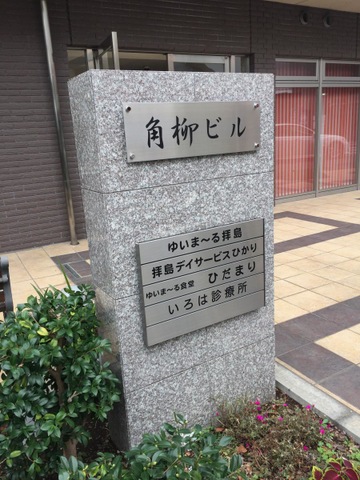 角柳ビル
ゆいま～る拝島
拝島デイサービスひかり
ゆいま～る食堂 ひだまり
いろは診療所